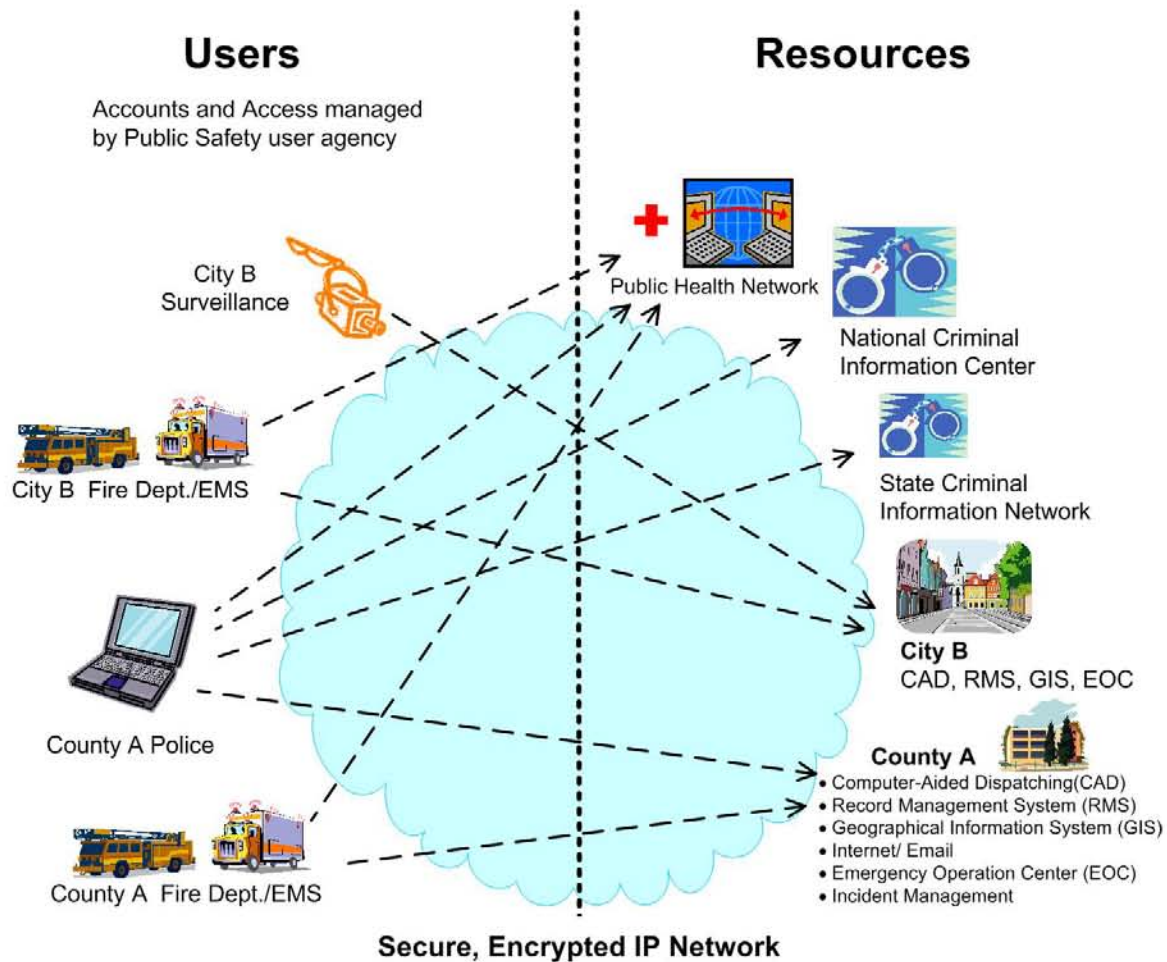 Users
Resources
Accounts and Access managed
by Public Safety user agency
City B
Surveillance
Public Health Network
National Criminal
Information Center
City B Fire Dept./EMS
State Criminal
Information Network
City B
CAD, RMS, GIS, EOC
County A Police
County A
• Computer-Aided Dispatching(CAD)
• Record Management System (RMS)
• Geographical Information System (GIS)
• Internet/ Email
• Emergency Operation Center (EOC)
• Incident Management
County A Fire Dept./EMS
Secure, Encrypted IP Network